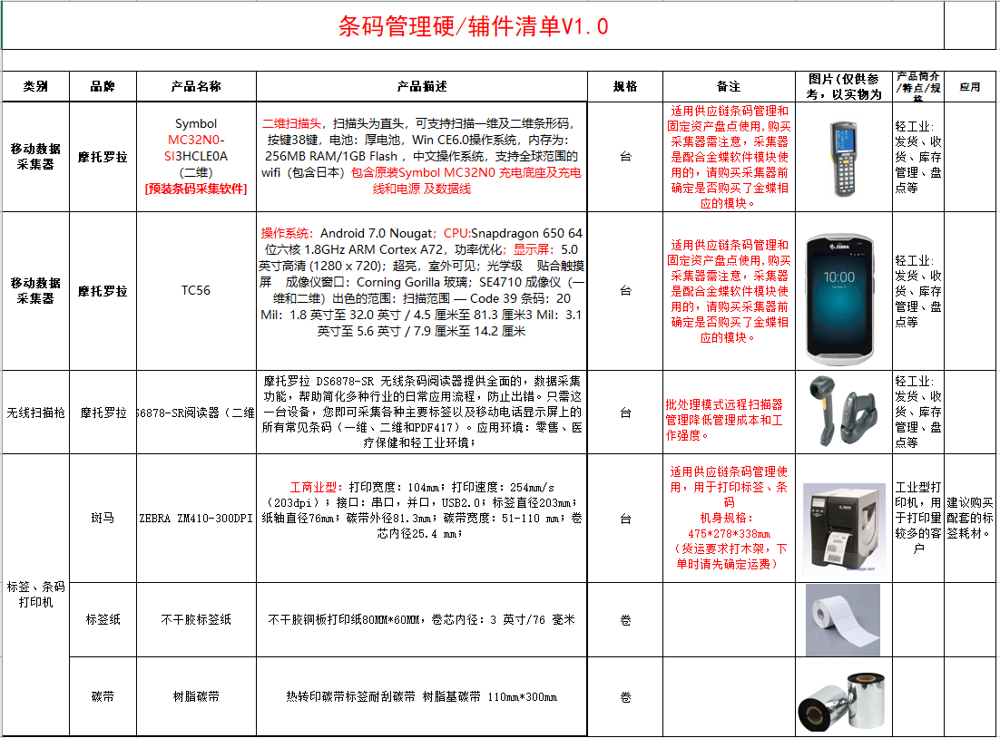 条码管理硬/辅件清单V1.0
类别
品牌
产品名称
产品描述
规格
备注
图片(仅供参
考，以实物为
产品简介
/特点/规
格
应用
移动数据
采集器
摩托罗拉
Symbol
MC32N0-
SI3HCLE0A
（二维）
[预装条码采集软件]
二维扫描头，扫描头为直头，可支持扫描一维及二维条形码，
按键38键，电池：厚电池，Win CE6.0操作系统，内存为：
256MB RAM/1GB Flash ，中文操作系统，支持全球范围的
wifi（包含日本）包含原装Symbol MC32N0 充电底座及充电
线和电源 及数据线
台
适用供应链条码管理和
固定资产盘点使用,购买
采集器需注意，采集器
是配合金蝶软件模块使
用的，请购买采集器前
确定是否购买了金蝶相
应的模块。
轻工业:
发货、收
货、库存
管理、盘
点等
移动数据
采集器
摩托罗拉
TC56
操作系统：Android 7.0 Nougat；CPU:Snapdragon 650 64
位六核 1.8GHz ARM Cortex A72，功率优化；显示屏：5.0
英寸高清 (1280 x 720)；超亮，室外可见；光学级 贴合触摸
屏 成像仪窗口：Corning Gorilla 玻璃；SE4710 成像仪（一
维和二维）出色的范围：扫描范围 — Code 39 条码：20
Mil：1.8 英寸至 32.0 英寸 / 4.5 厘米至 81.3 厘米3 Mil：3.1
英寸至 5.6 英寸 / 7.9 厘米至 14.2 厘米
台
适用供应链条码管理和
固定资产盘点使用,购买
采集器需注意，采集器
是配合金蝶软件模块使
用的，请购买采集器前
确定是否购买了金蝶相
应的模块。
ZEBRA
10:00
轻工业:
发货、收
货、库存
管理、盘
点等
无线扫描枪
摩托罗拉
S6878-SR阅读器（二维
摩托罗拉 DS6878-SR 无线条码阅读器提供全面的，数据采集
功能，帮助简化多种行业的日常应用流程，防止出错。只需这
一台设备，您即可采集各种主要标签以及移动电话显示屏上的
所有常见条码（一维、二维和PDF417）。应用环境：零售、医
疗保健和轻工业环境；
台
批处理模式远程扫描器
管理降低管理成本和工
作强度。
轻工业:
发货、收
货、库存
管理、盘
点等
标签、条码
打印机
斑马
ZEBRA ZM410-300DPI
工商业型：打印宽度：104mm；打印速度：254mm/s
（203dpi）；接口：串口，并口，USB2.0；标签直径203mm；
纸轴直径76mm；碳带外径81.3mm；碳带宽度：51-110 mm；卷
芯内径25.4 mm；
台
适用供应链条码管理使
用，用于打印标签、条
码
机身规格：
475*278*338mm
（货运要求打木架，下
单时请先确定运费）
工业型打
印机，用
于打印量
较多的客
户
建议购买
配套的标
签耗材。
标签纸
不干胶标签纸
不干胶铜板打印纸80MM*60MM，卷芯内径：3 英寸/76 毫米
卷
碳带
树脂碳带
热转印碳带标签耐刮碳带 树脂基碳带 110mm*300mm
卷